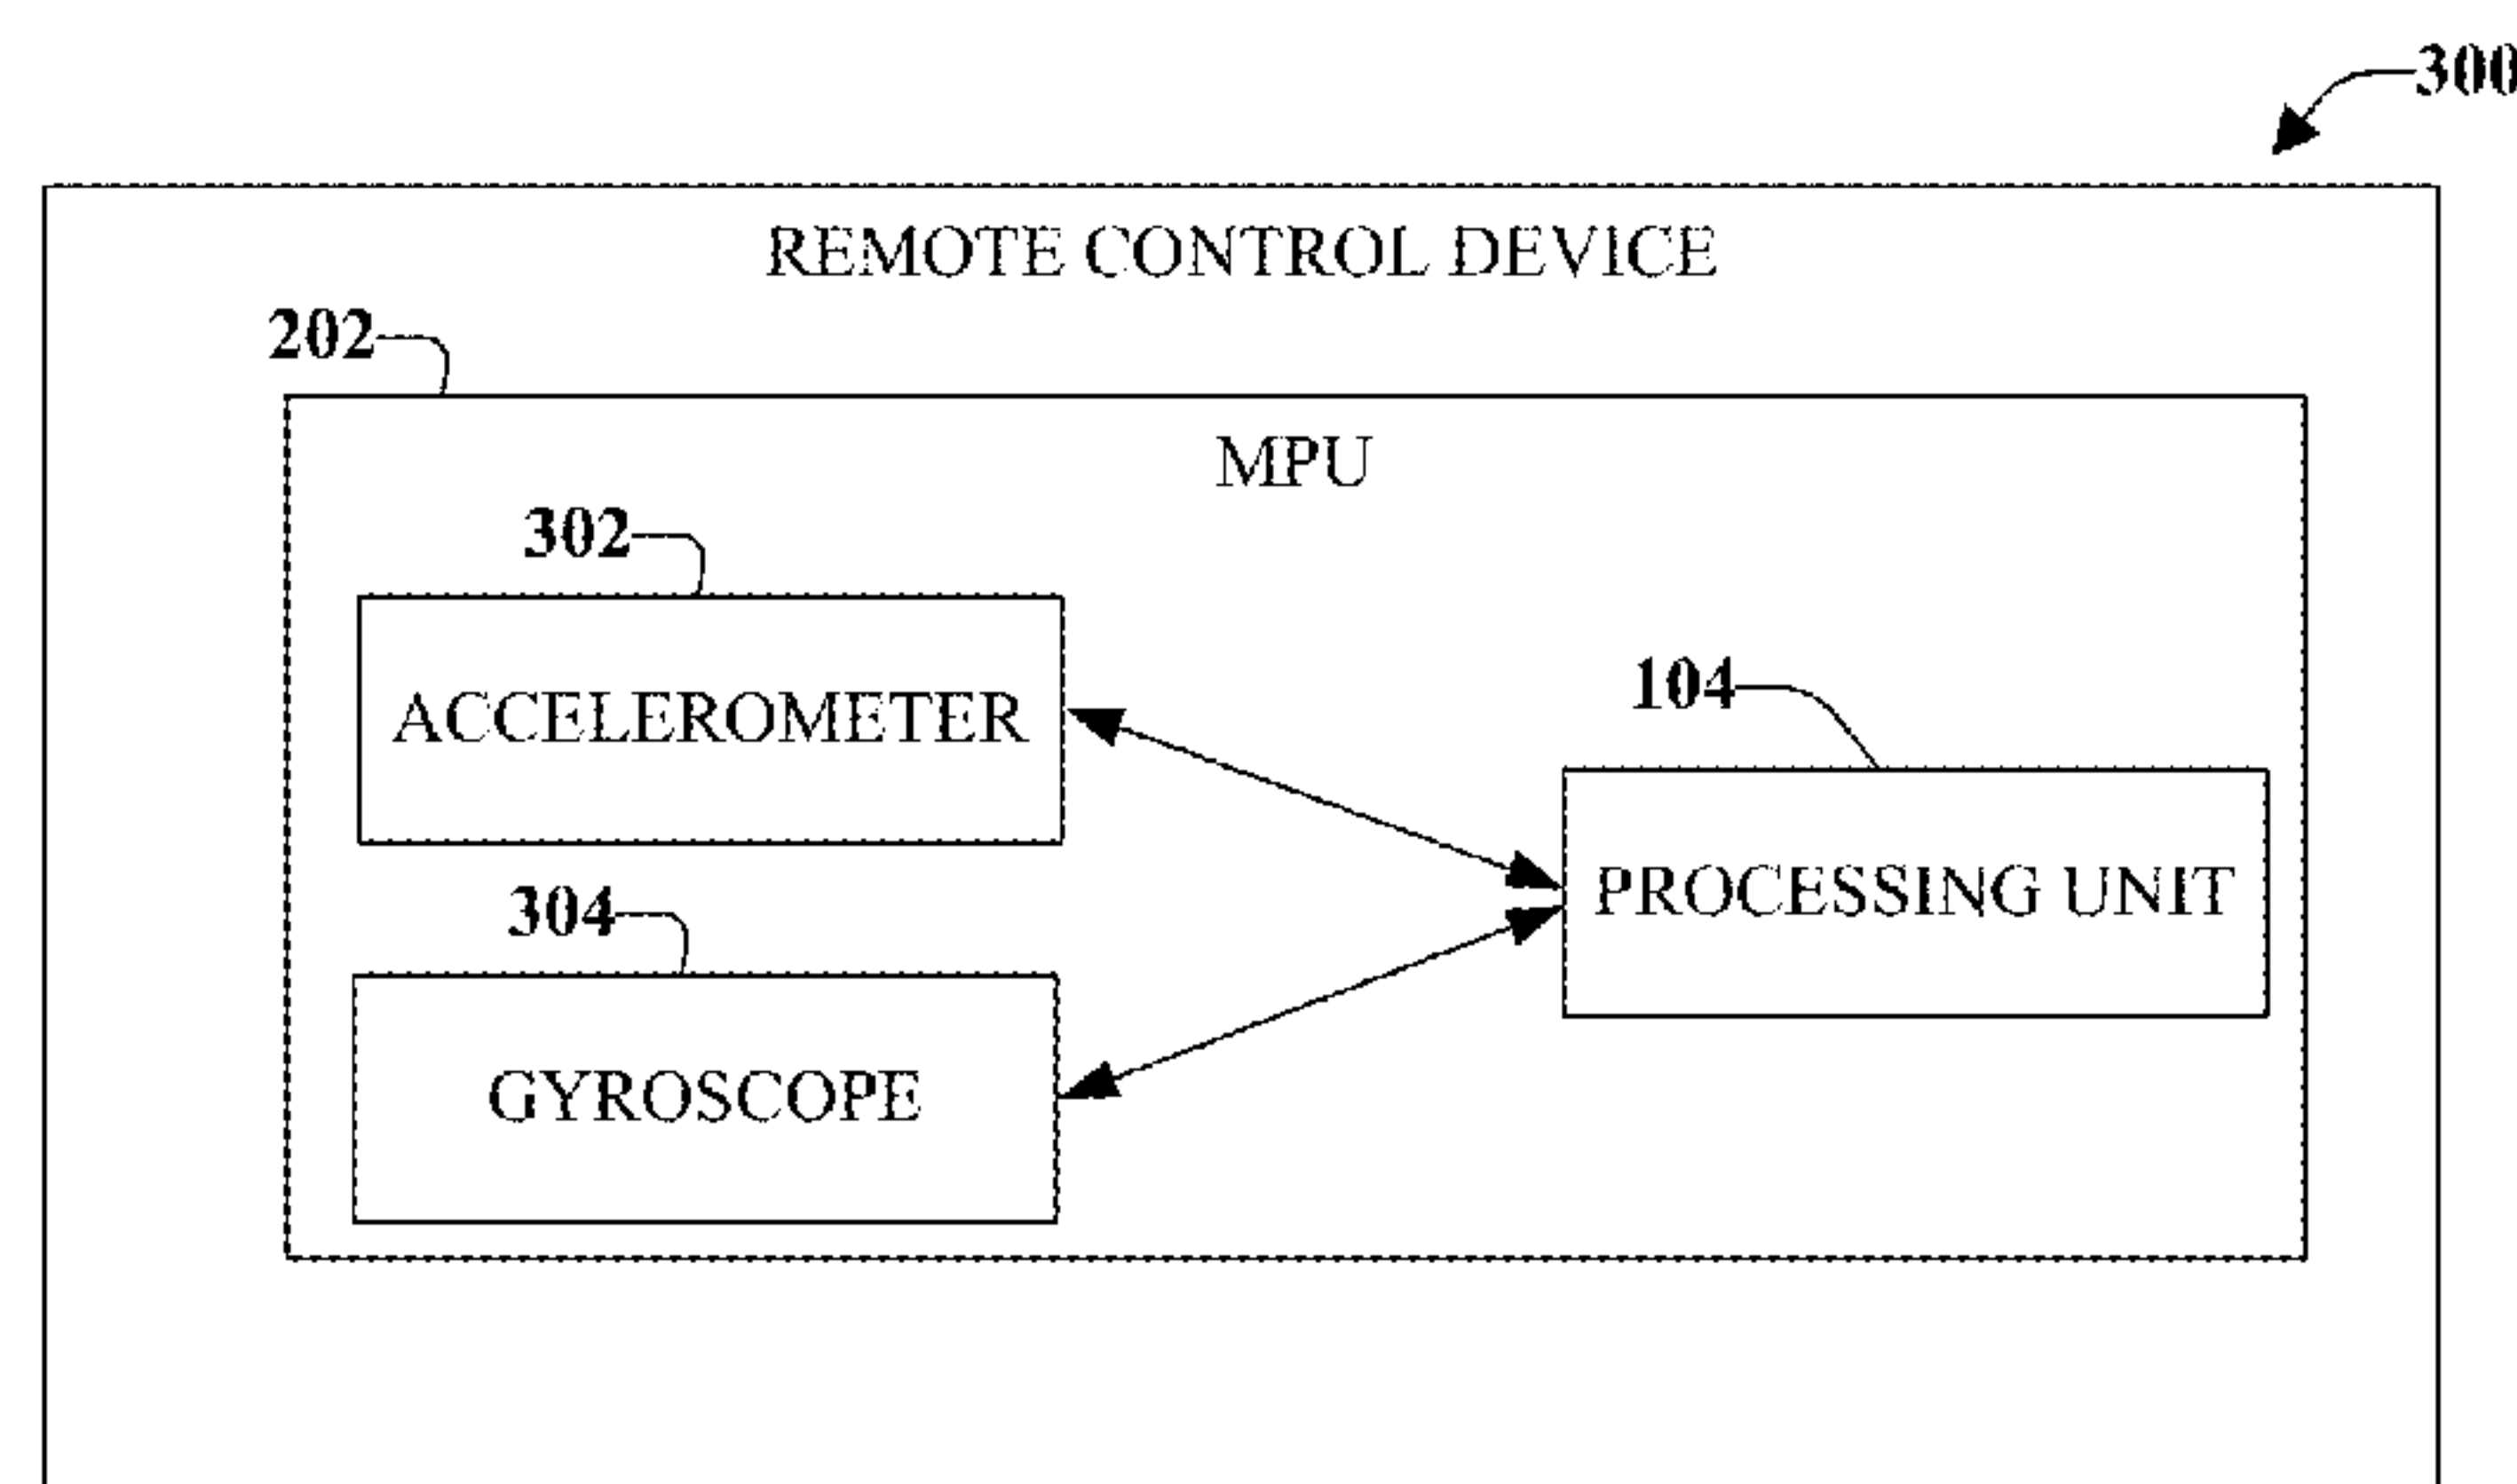 300
REMOTE CONTROL DEVICE
202
MPU
302
ACCELEROMETER
104
PROCESSING UNIT
304
GYROSCOPE